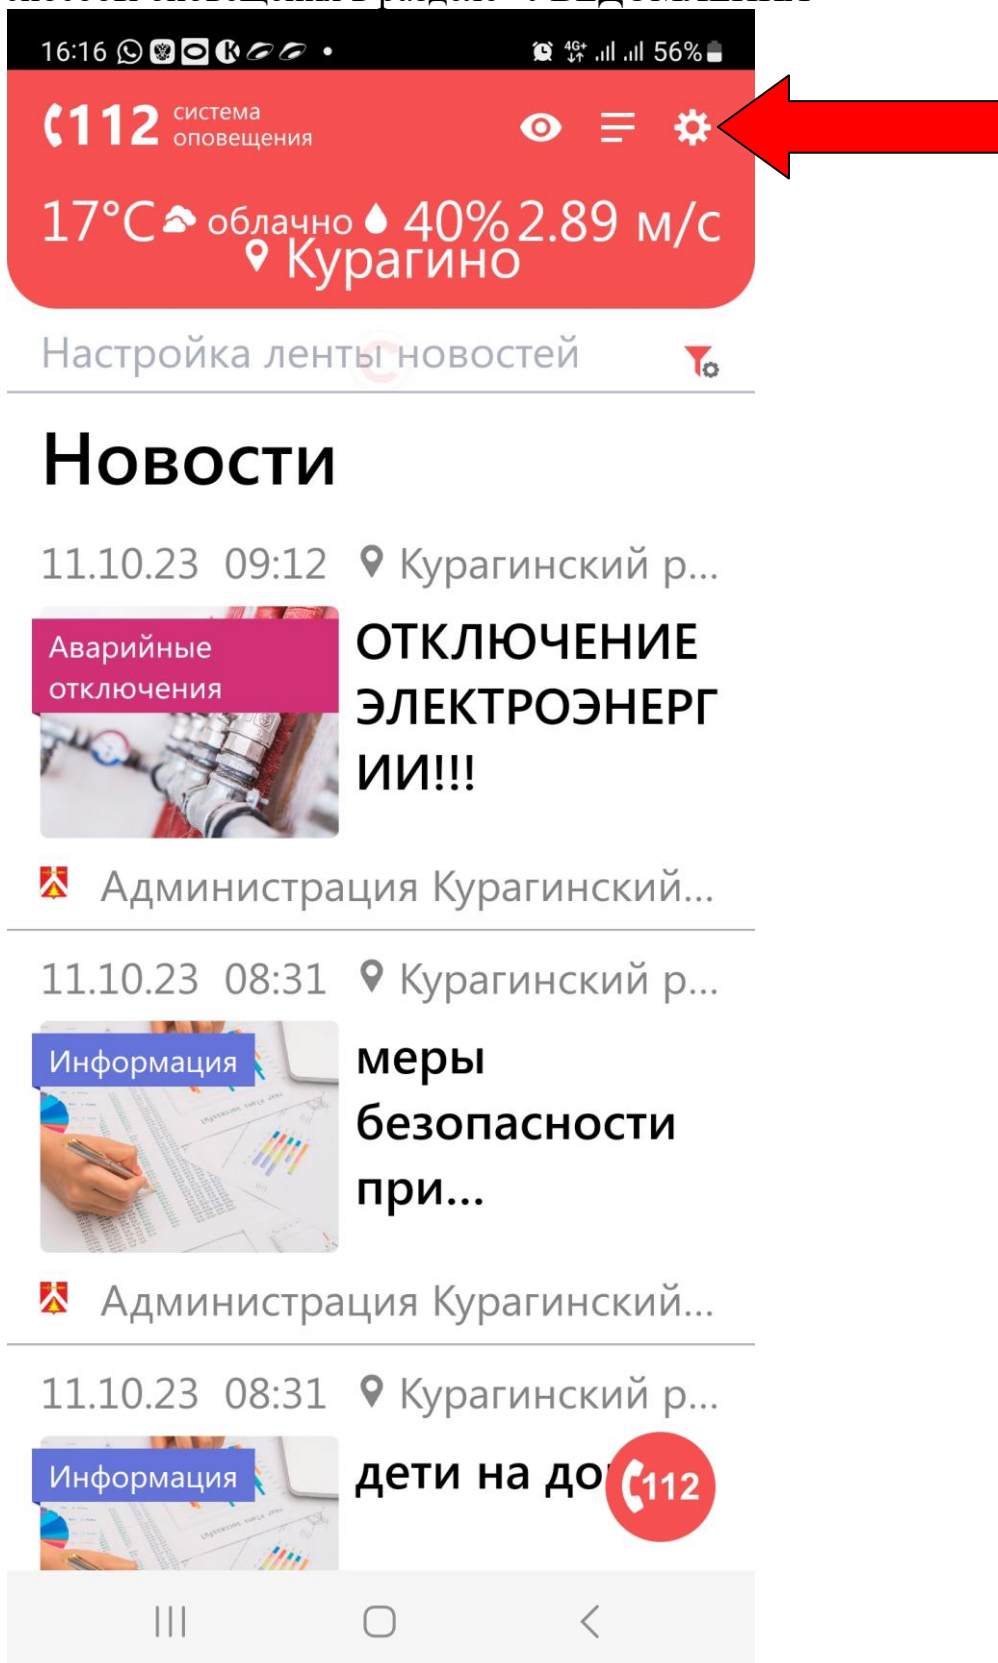 16:16 4G+ 56%
112 система
оповещения
17°C облачно 40% 2.89 м/с
Курагино
Настройка ленты новостей
Новости
11.10.23 09:12 Курагинский р...
Аварийные
отключения
ОТКЛЮЧЕНИЕ
ЭЛЕКТРОЭНЕРГ
ИИ!!!
Администрация Курагинский...
11.10.23 08:31 Курагинский р...
Информация
меры
безопасности
при...
Администрация Курагинский...
11.10.23 08:31 Курагинский р...
Информация
дети на
112